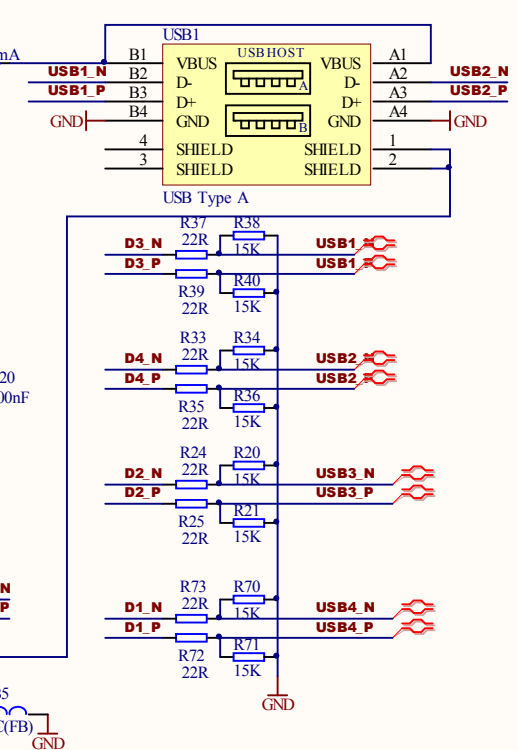 USB1
mA
B1 VBUS USB HOST VBUS A1
USB1_N B2 D- D- A2 USB2_N
USB1_P B3 D+ A D+ A3 USB2_P
GND B4 GND GND A4 GND
B
4 SHIELD SHIELD 1
3 SHIELD SHIELD 2
USB Type A
R37 R38
22R
D3_N 15K USB1
D3_P USB1
R40
R39 15K
22R
R33 R34
22R
D4_N 15K USB2
D4_P USB2
20
R36
00nF
R35 15K
22R
R24 R20
22R
D2_N 15K USB3_N
D2_P USB3_P
R21
R25 15K
22R
R73 R70
N
22R
P D1_N 15K USB4_N
D1_P USB4_P
R71
R72 15K
22R
GND
C(FB)
GND